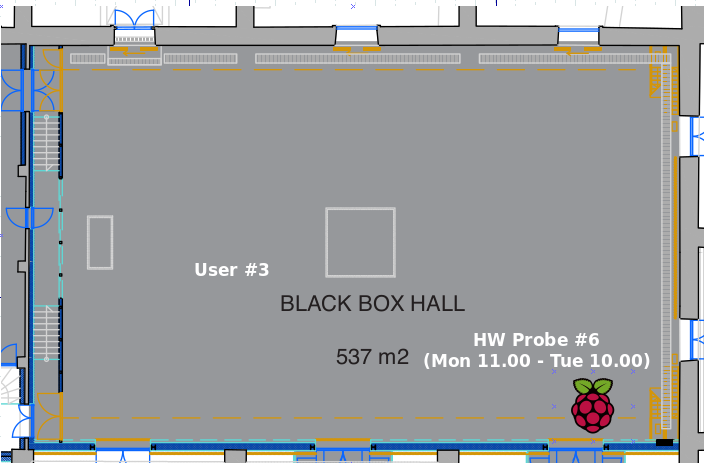 User #3
BLACK BOX HALL
HW Probe #6
537 m2
(Mon 11.00 - Tue 10.00)